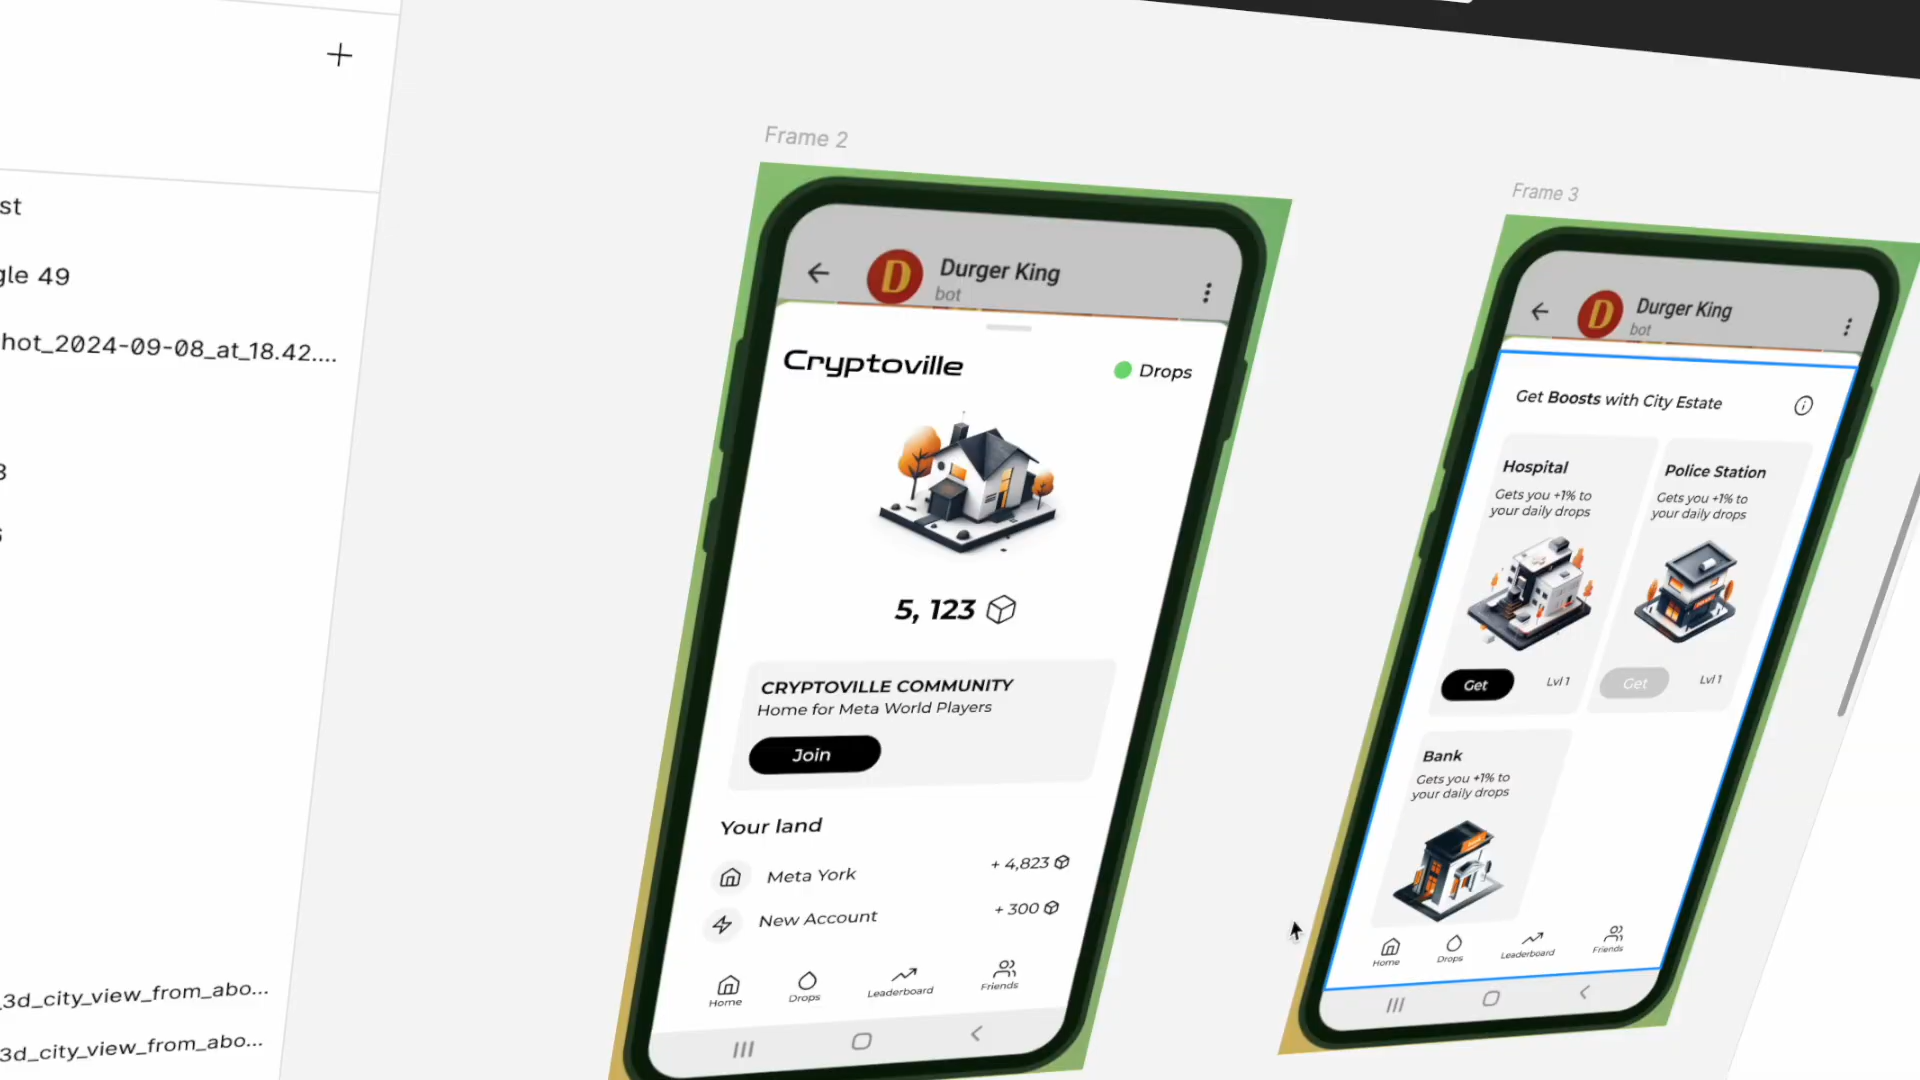 st
gle 49
hot_2024-09-08_at_18.42....
_3d_city_view_from_abo...
3d_city_view_from_abo...
Frame 2
D
Durger King
bot
Cryptoville
Drops
5, 123
CRYPTOVILLE COMMUNITY
Home for Meta World Players
Join
Your land
Meta York
+ 4,823
New Account
+ 300
Home
Drops
Leaderboard
Friends
Frame 3
D
Durger King
bot
Get Boosts with City Estate
Hospital
Gets you +1% to
your daily drops
Get
Lvl 1
Police Station
Gets you +1% to
your daily drops
Get
Lvl 1
Bank
Gets you +1% to
your daily drops
Home
Drops
Leaderboard
Friends